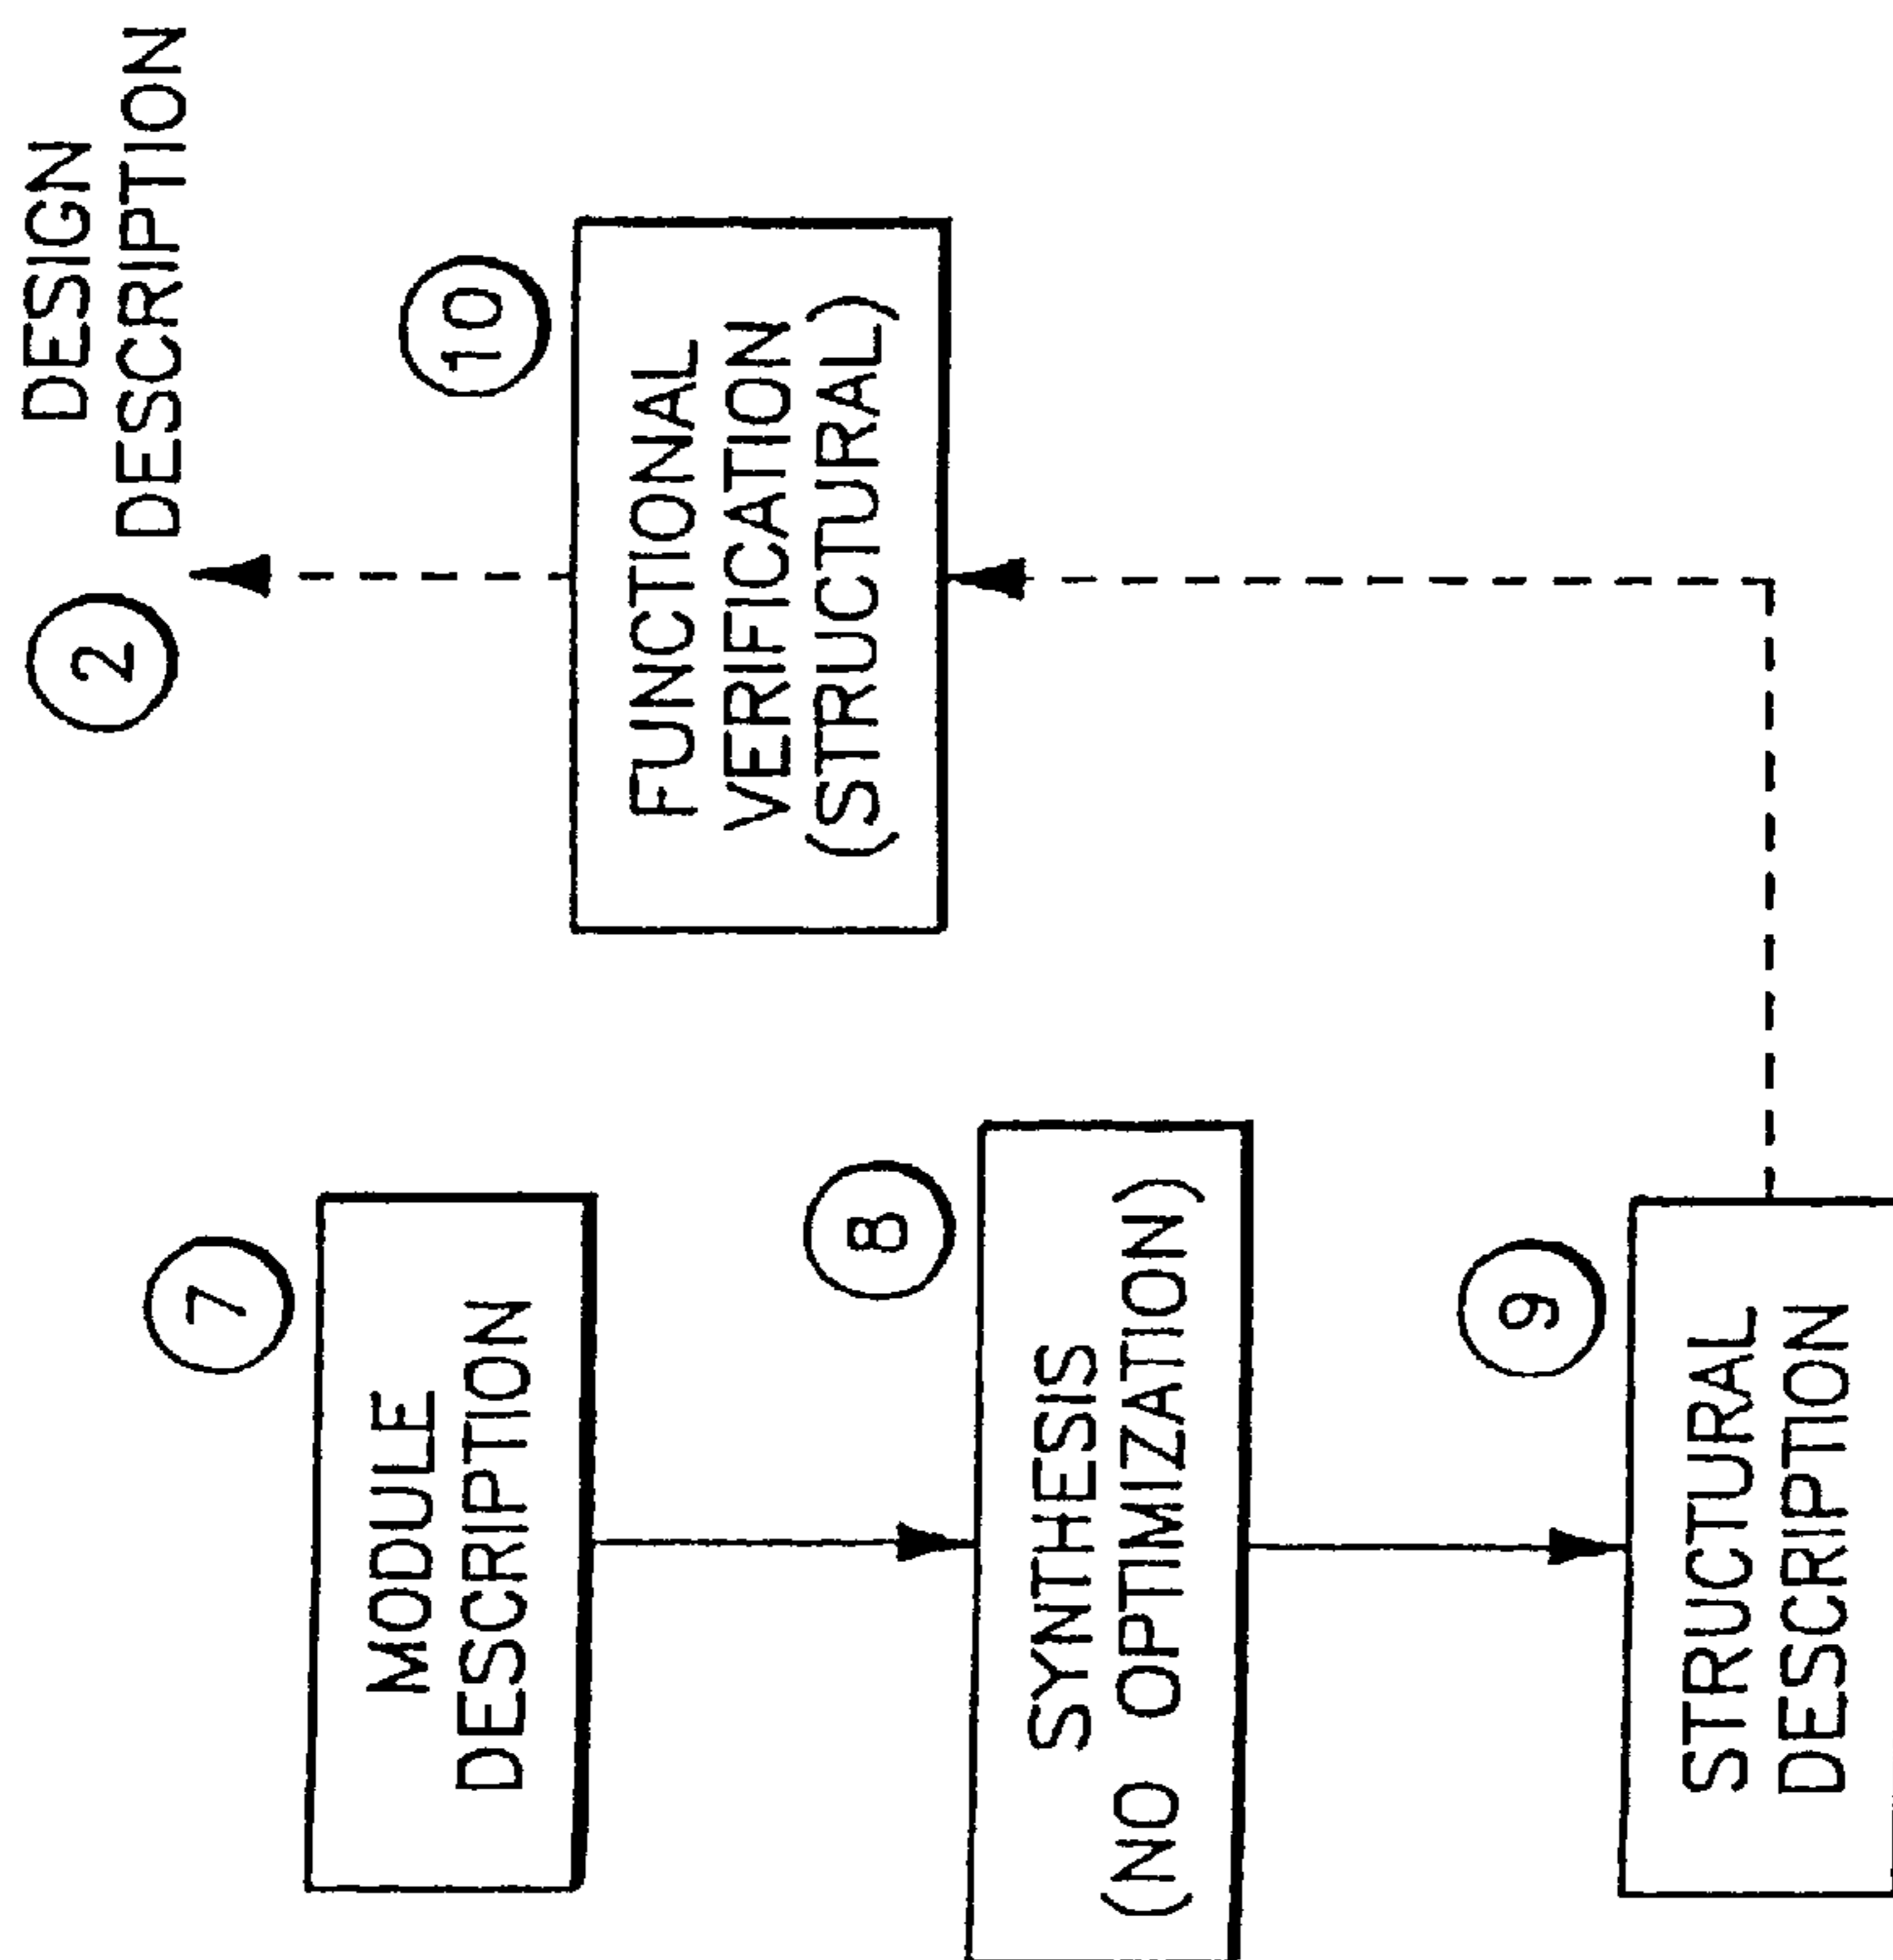 7
MODULE
DESCRIPTION
8
SYNTHESIS
(NO OPTIMIZATION)
9
STRUCTURAL
DESCRIPTION
2
DESIGN
DESCRIPTION
10
FUNCTIONAL
VERIFICATION
(STRUCTURAL)